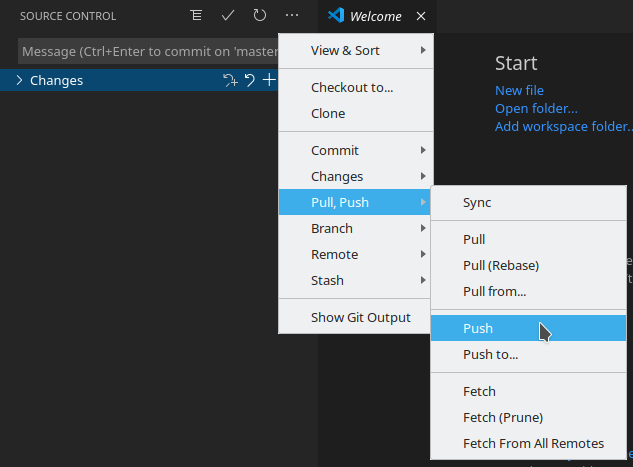 SOURCE CONTROL
Welcome
Message (Ctrl+Enter to commit on 'master
Changes
View & Sort
Checkout to...
Clone
Commit
Changes
Pull, Push
Branch
Remote
Stash
Show Git Output
Sync
Pull
Pull (Rebase)
Pull from...
Push
Push to...
Fetch
Fetch (Prune)
Fetch From All Remotes
Start
New file
Open folder...
Add workspace folder..